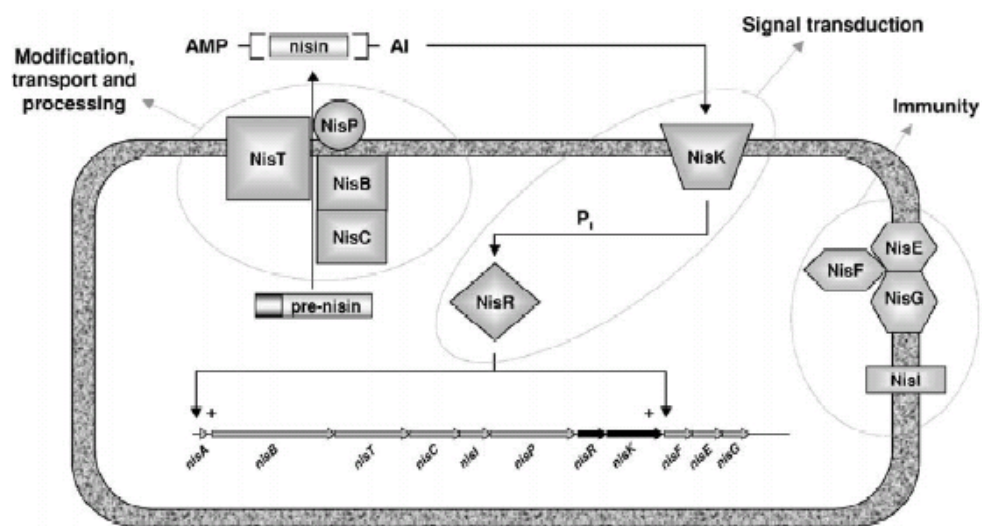 Signal transduction
AMP nisin AI
Modification,
transport and
processing
Immunity
NisP
NisT
NisK
NisB
NisC
Pi
NisE
NisF
NisR
NisG
pre-nisin
NisI
+ +
nisA nisB nisT nisC nisI nisP nisR nisK nisF nisE nisG